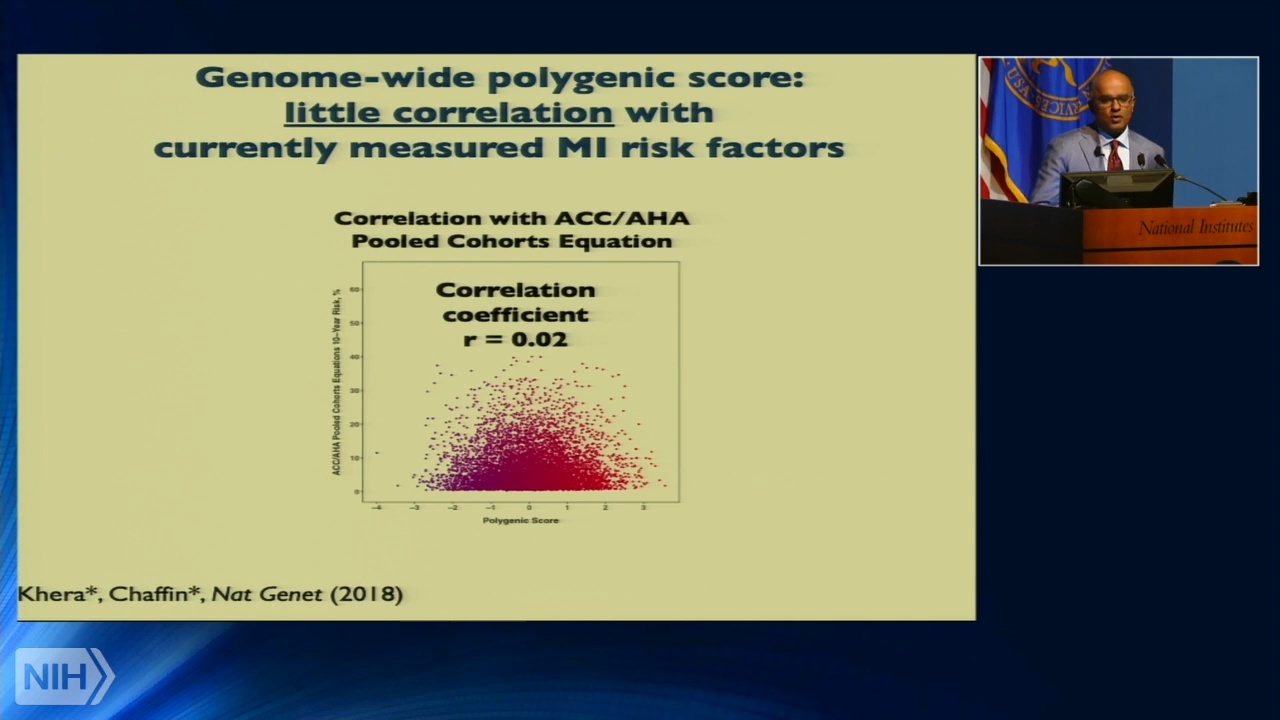 Genome-wide polygenic score:
little correlation with
currently measured MI risk factors
Correlation with ACC/AHA
Pooled Cohorts Equation
Correlation
coefficient
r = 0.02
ACC/AHA Pooled Cohorts Equations 10-Year Risk, %
60
50
40
30
20
10
0
-4 -3 -2 -1 0 1 2 3
Polygenic Score
Khera*, Chaffin*, Nat Genet (2018)
National Institutes
NIH